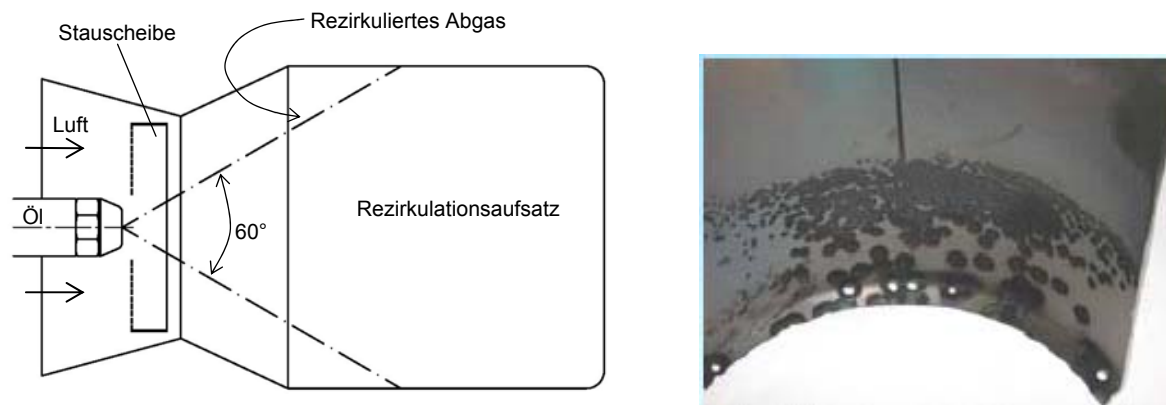 Rezirkuliertes Abgas
Stauscheibe
Luft
Öl
60°
Rezirkulationsaufsatz